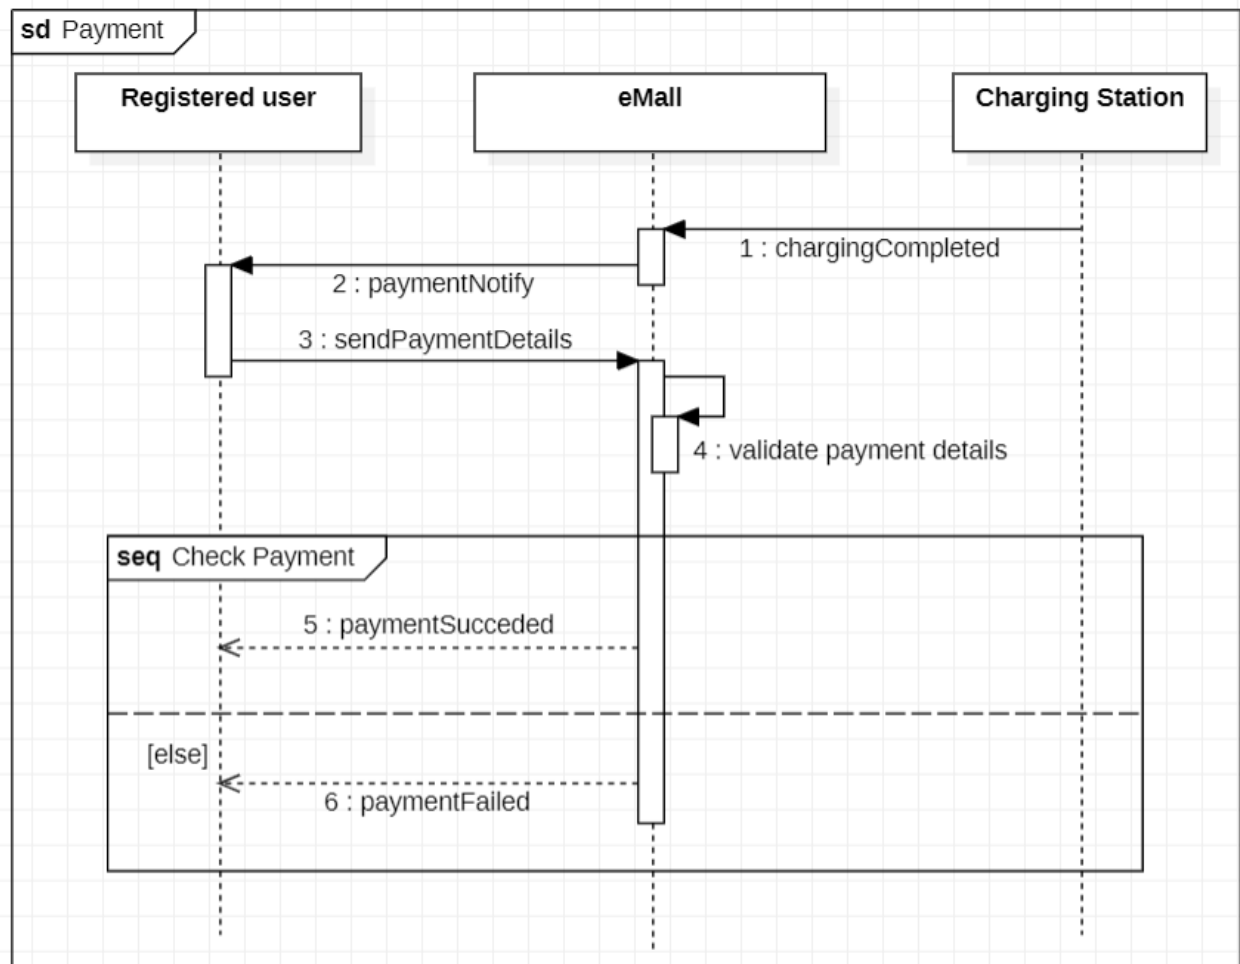 sd Payment
Registered user
eMall
Charging Station
1 : chargingCompleted
2 : paymentNotify
3 : sendPaymentDetails
4 : validate payment details
seq Check Payment
5 : paymentSucceded
[else]
6 : paymentFailed